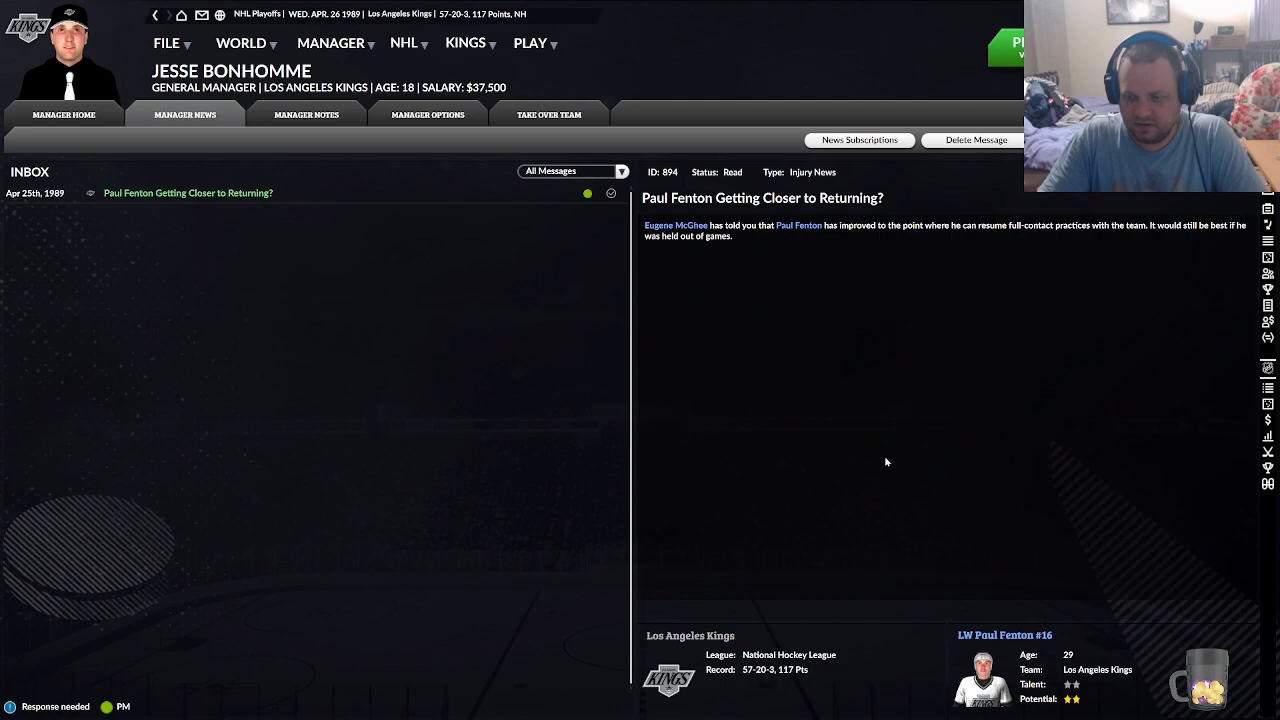 NHL Playoffs | WED. APR. 26 1989 | Los Angeles Kings | 57-20-3, 117 Points, NH
KINGS
FILE WORLD MANAGER NHL KINGS PLAY
JESSE BONHOMME
GENERAL MANAGER | LOS ANGELES KINGS | AGE: 18 | SALARY: $37,500
MANAGER HOME MANAGER NEWS MANAGER NOTES MANAGER OPTIONS TAKE OVER TEAM
News Subscriptions Delete Message
INBOX All Messages
Apr 25th, 1989 Paul Fenton Getting Closer to Returning?
ID: 894 Status: Read Type: Injury News
Paul Fenton Getting Closer to Returning?
Eugene McGhee has told you that Paul Fenton has improved to the point where he can resume full-contact practices with the team. It would still be best if he
was held out of games.
Los Angeles Kings
League: National Hockey League
Record: 57-20-3, 117 Pts
KINGS
LW Paul Fenton #16
Age: 29
Team: Los Angeles Kings
Talent:
Potential:
Response needed PM